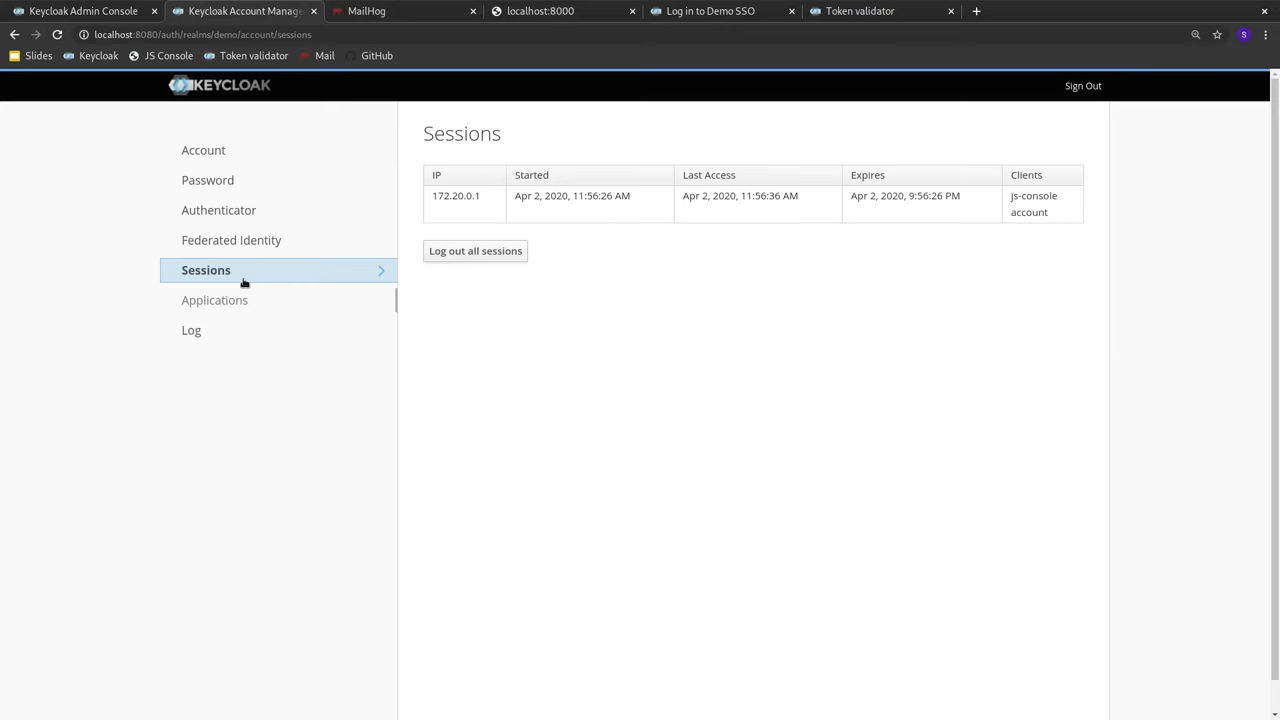 Keycloak Admin Console
Keycloak Account Manage
MailHog
localhost:8000
Log in to Demo SSO
Token validator
localhost:8080/auth/realms/demo/account/sessions
S
Slides
Keycloak
JS Console
Token validator
Mail
GitHub
KEYCLOAK
Sign Out
Account
Password
Authenticator
Federated Identity
Sessions
Applications
Log
Sessions
IP Started Last Access Expires Clients
172.20.0.1 Apr 2, 2020, 11:56:26 AM Apr 2, 2020, 11:56:36 AM Apr 2, 2020, 9:56:26 PM js-console
account
Log out all sessions